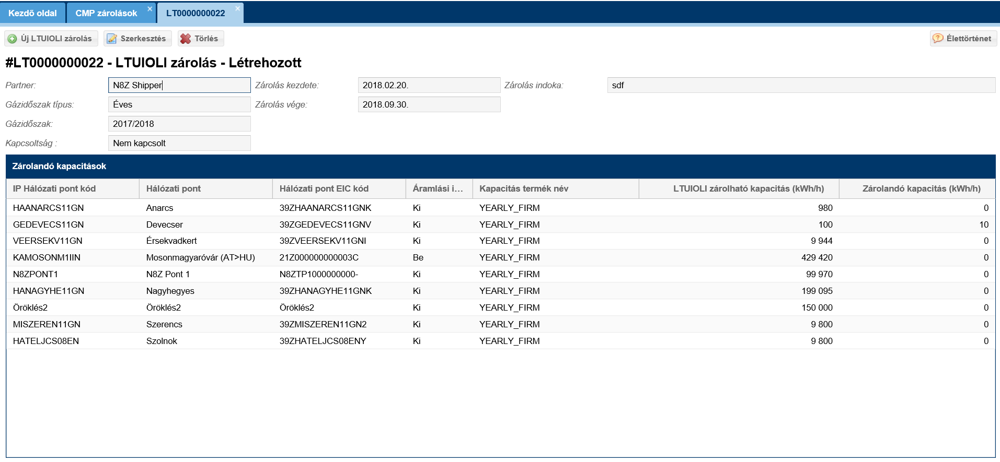 Kezdő oldal CMP zárolások LT0000000022
Új LTUIOLI zárolás Szerkesztés Törlés Élettörténet
#LT0000000022 - LTUIOLI zárolás - Létrehozott
Partner: N8Z Shipper Zárolás kezdete: 2018.02.20. Zárolás indoka: sdf
Gázidőszak típus: Éves Zárolás vége: 2018.09.30.
Gázidőszak: 2017/2018
Kapcsoltság : Nem kapcsolt
Zárolandó kapacitások
IP Hálózati pont kód Hálózati pont Hálózati pont EIC kód Áramlási i... Kapacitás termék név LTUIOLI zárolható kapacitás (kWh/h) Zárolandó kapacitás (kWh/h)
HAANARCS11GN Anarcs 39ZHAANARCS11GNK Ki YEARLY_FIRM 980 0
GEDEVECS11GN Devecser 39ZGEDEVECS11GNV Ki YEARLY_FIRM 100 10
VEERSEKV11GN Érsekvadkert 39ZVEERSEKV11GNI Ki YEARLY_FIRM 9 944 0
KAMOSONM1IIN Mosonmagyaróvár (AT>HU) 21Z000000000003C Be YEARLY_FIRM 429 420 0
N8ZPONT1 N8Z Pont 1 N8ZTP1000000000- Ki YEARLY_FIRM 99 970 0
HANAGYHE11GN Nagyhegyes 39ZHANAGYHE11GNK Ki YEARLY_FIRM 199 095 0
Öröklés2 Öröklés2 Öröklés2 Ki YEARLY_FIRM 150 000 0
MISZEREN11GN Szerencs 39ZMISZEREN11GN2 Ki YEARLY_FIRM 9 800 0
HATELJCS08EN Szolnok 39ZHATELJCS08ENY Ki YEARLY_FIRM 9 800 0